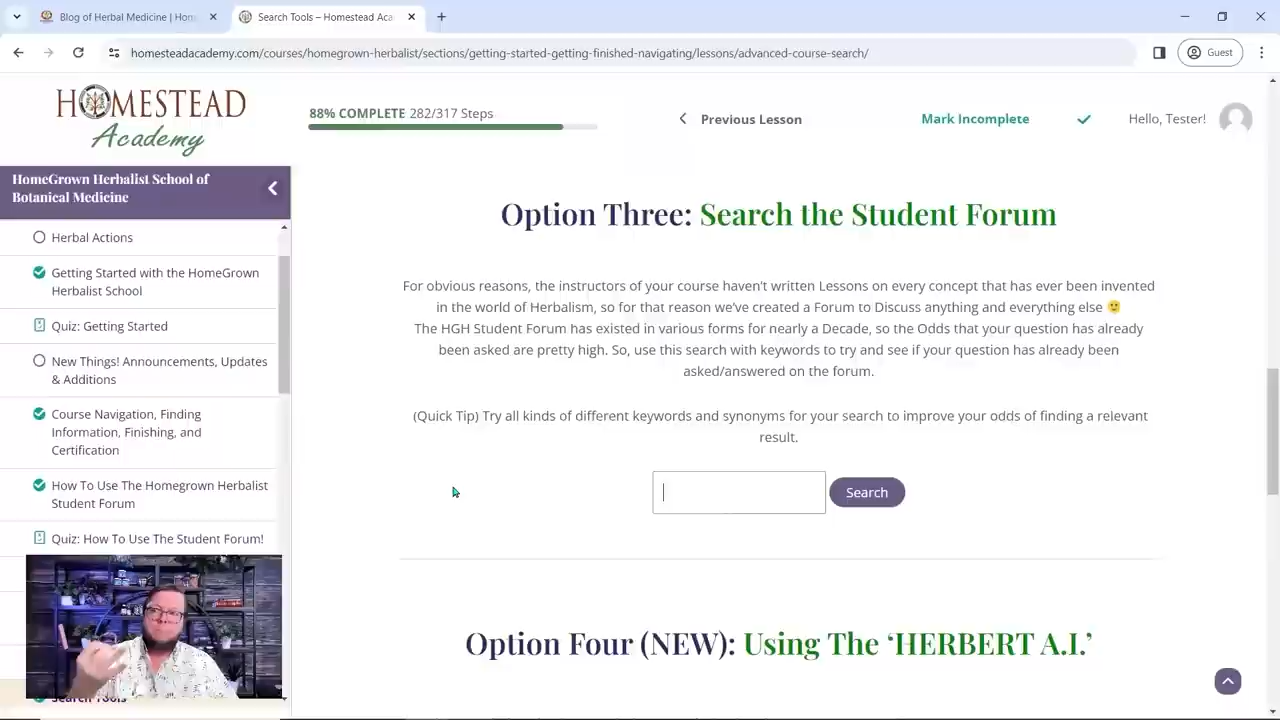 Blog of Herbal Medicine | Hom
Search Tools – Homestead Aca
homesteadacademy.com/courses/homegrown-herbalist/sections/getting-started-getting-finished-navigating/lessons/advanced-course-search/
Guest
HOMESTEAD
Academy
88% COMPLETE 282/317 Steps
Previous Lesson
Mark Incomplete
Hello, Tester!
HomeGrown Herbalist School of
Botanical Medicine
Herbal Actions
Getting Started with the HomeGrown
Herbalist School
Quiz: Getting Started
New Things! Announcements, Updates
& Additions
Course Navigation, Finding
Information, Finishing, and
Certification
How To Use The Homegrown Herbalist
Student Forum
Quiz: How To Use The Student Forum!
Search Tools
Option Three: Search the Student Forum
For obvious reasons, the instructors of your course haven't written Lessons on every concept that has ever been invented
in the world of Herbalism, so for that reason we've created a Forum to Discuss anything and everything else 🙂
The HGH Student Forum has existed in various forms for nearly a Decade, so the Odds that your question has already
been asked are pretty high. So, use this search with keywords to try and see if your question has already been
asked/answered on the forum.
(Quick Tip) Try all kinds of different keywords and synonyms for your search to improve your odds of finding a relevant
result.
Search
Option Four (NEW): Using The ‘HERBERT A.I.’